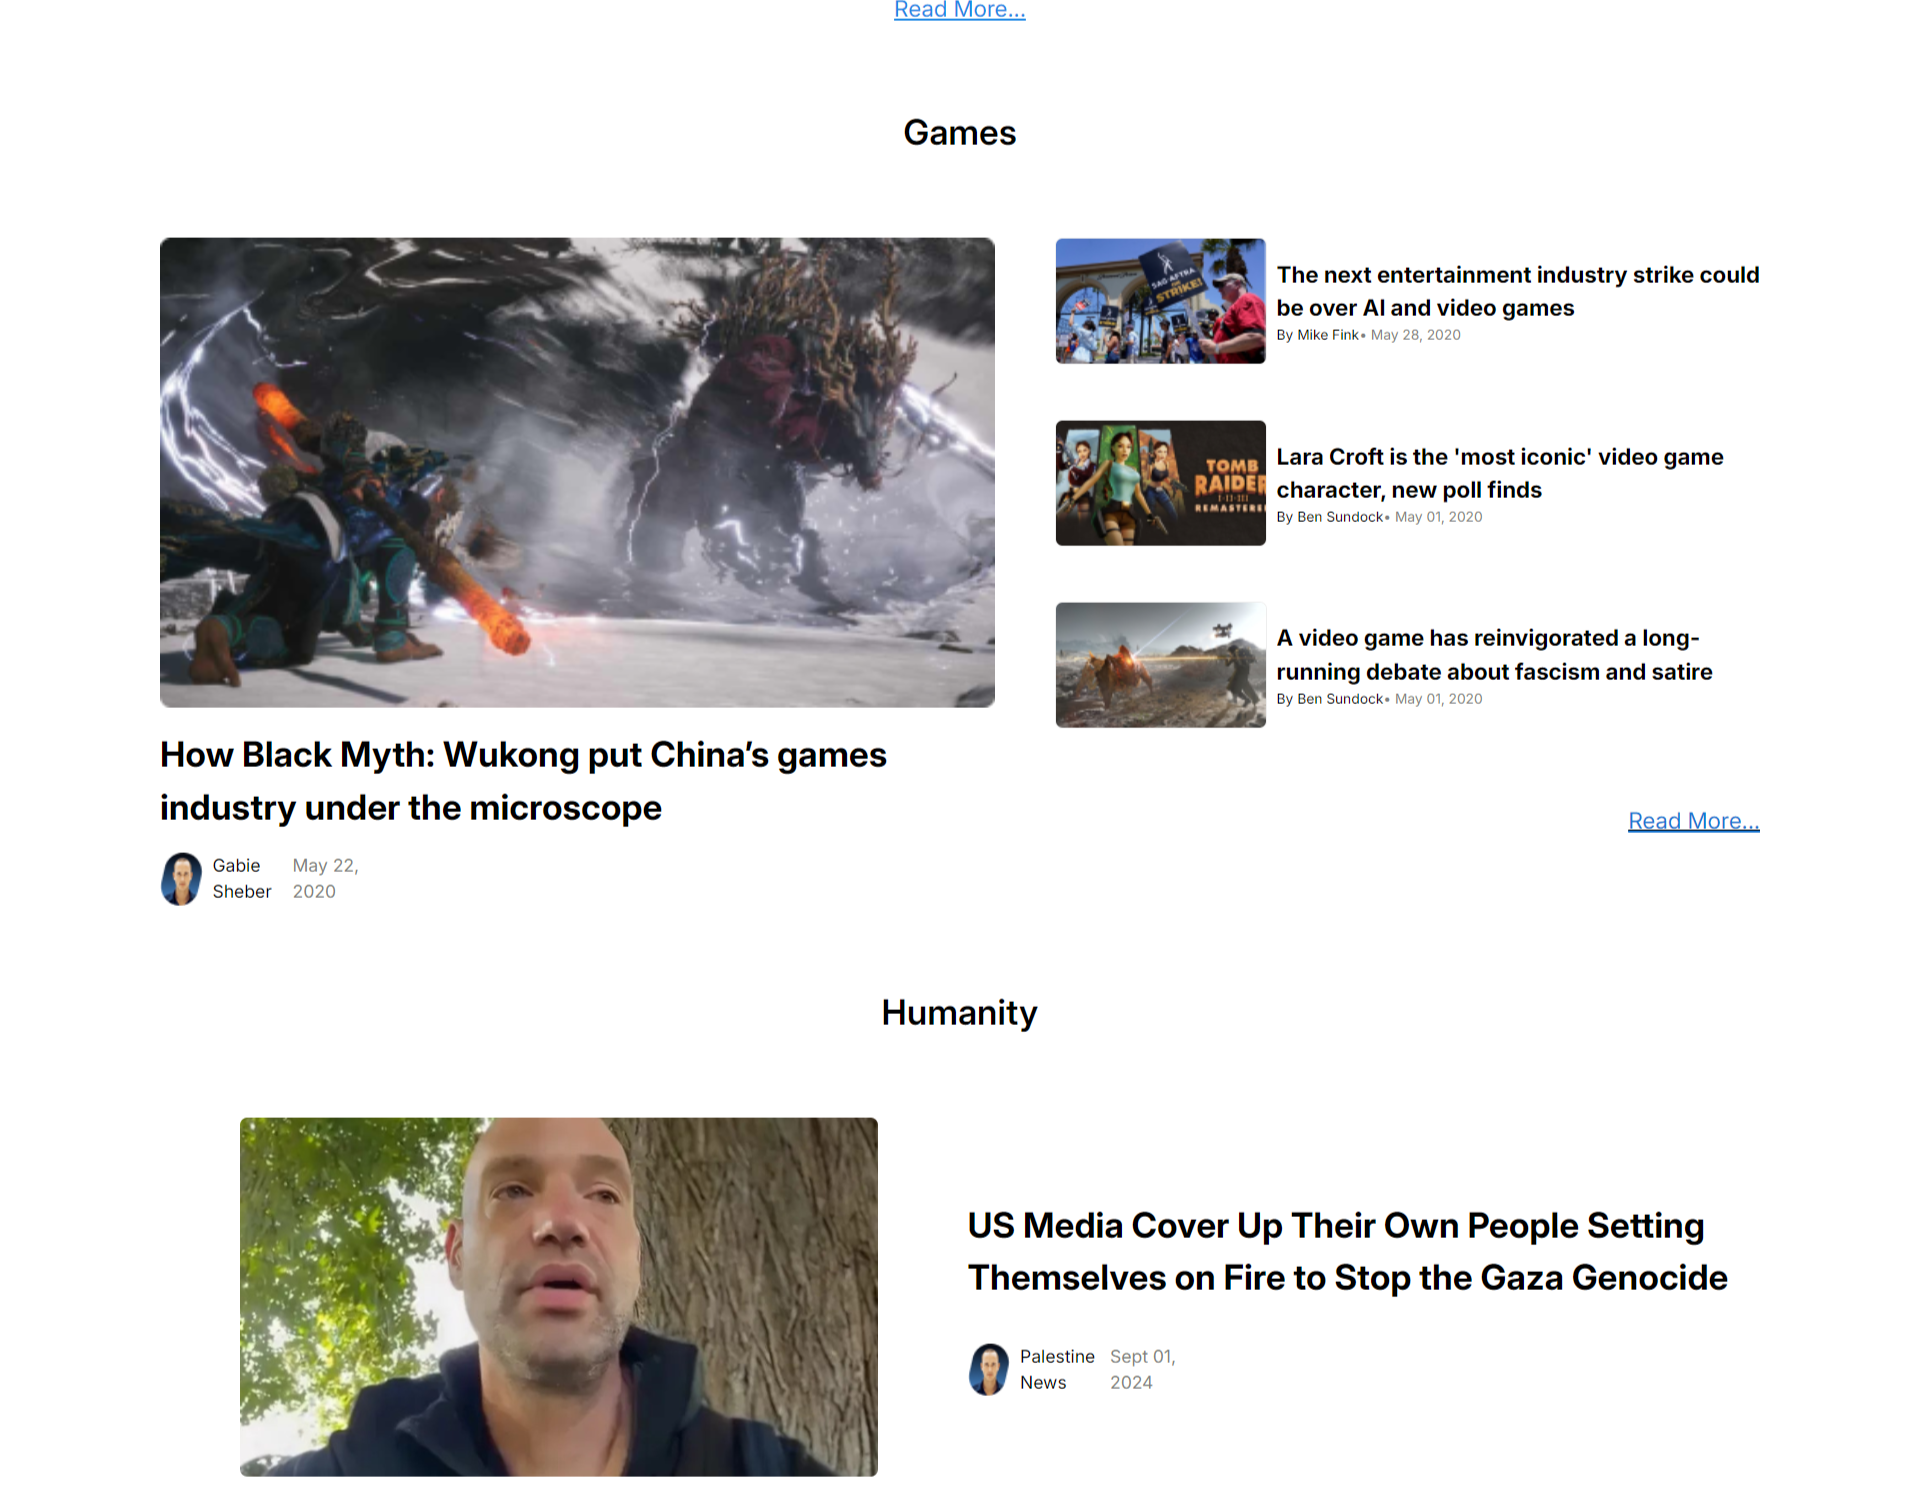 Read More...
Games
SAG-AFTRA
ON
STRIKE!
The next entertainment industry strike could
be over AI and video games
By Mike Fink• May 28, 2020
TOMB
RAIDER
I·II·III
REMASTERE
Lara Croft is the 'most iconic' video game
character, new poll finds
By Ben Sundock• May 01, 2020
A video game has reinvigorated a long-
running debate about fascism and satire
By Ben Sundock• May 01, 2020
How Black Myth: Wukong put China’s games
industry under the microscope
Read More...
Gabie
Sheber
May 22,
2020
Humanity
US Media Cover Up Their Own People Setting
Themselves on Fire to Stop the Gaza Genocide
Palestine
News
Sept 01,
2024